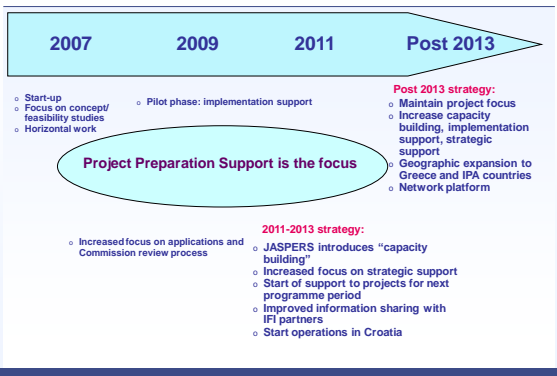 2007 2009 2011 Post 2013
o Start-up
o Focus on concept/
feasibility studies
o Horizontal work
o Pilot phase: implementation support
Post 2013 strategy:
o Maintain project focus
o Increase capacity
building, implementation
support, strategic
support
o Geographic expansion to
Greece and IPA countries
o Network platform
Project Preparation Support is the focus
o Increased focus on applications and
Commission review process
2011-2013 strategy:
o JASPERS introduces “capacity
building”
o Increased focus on strategic support
o Start of support to projects for next
programme period
o Improved information sharing with
IFI partners
o Start operations in Croatia